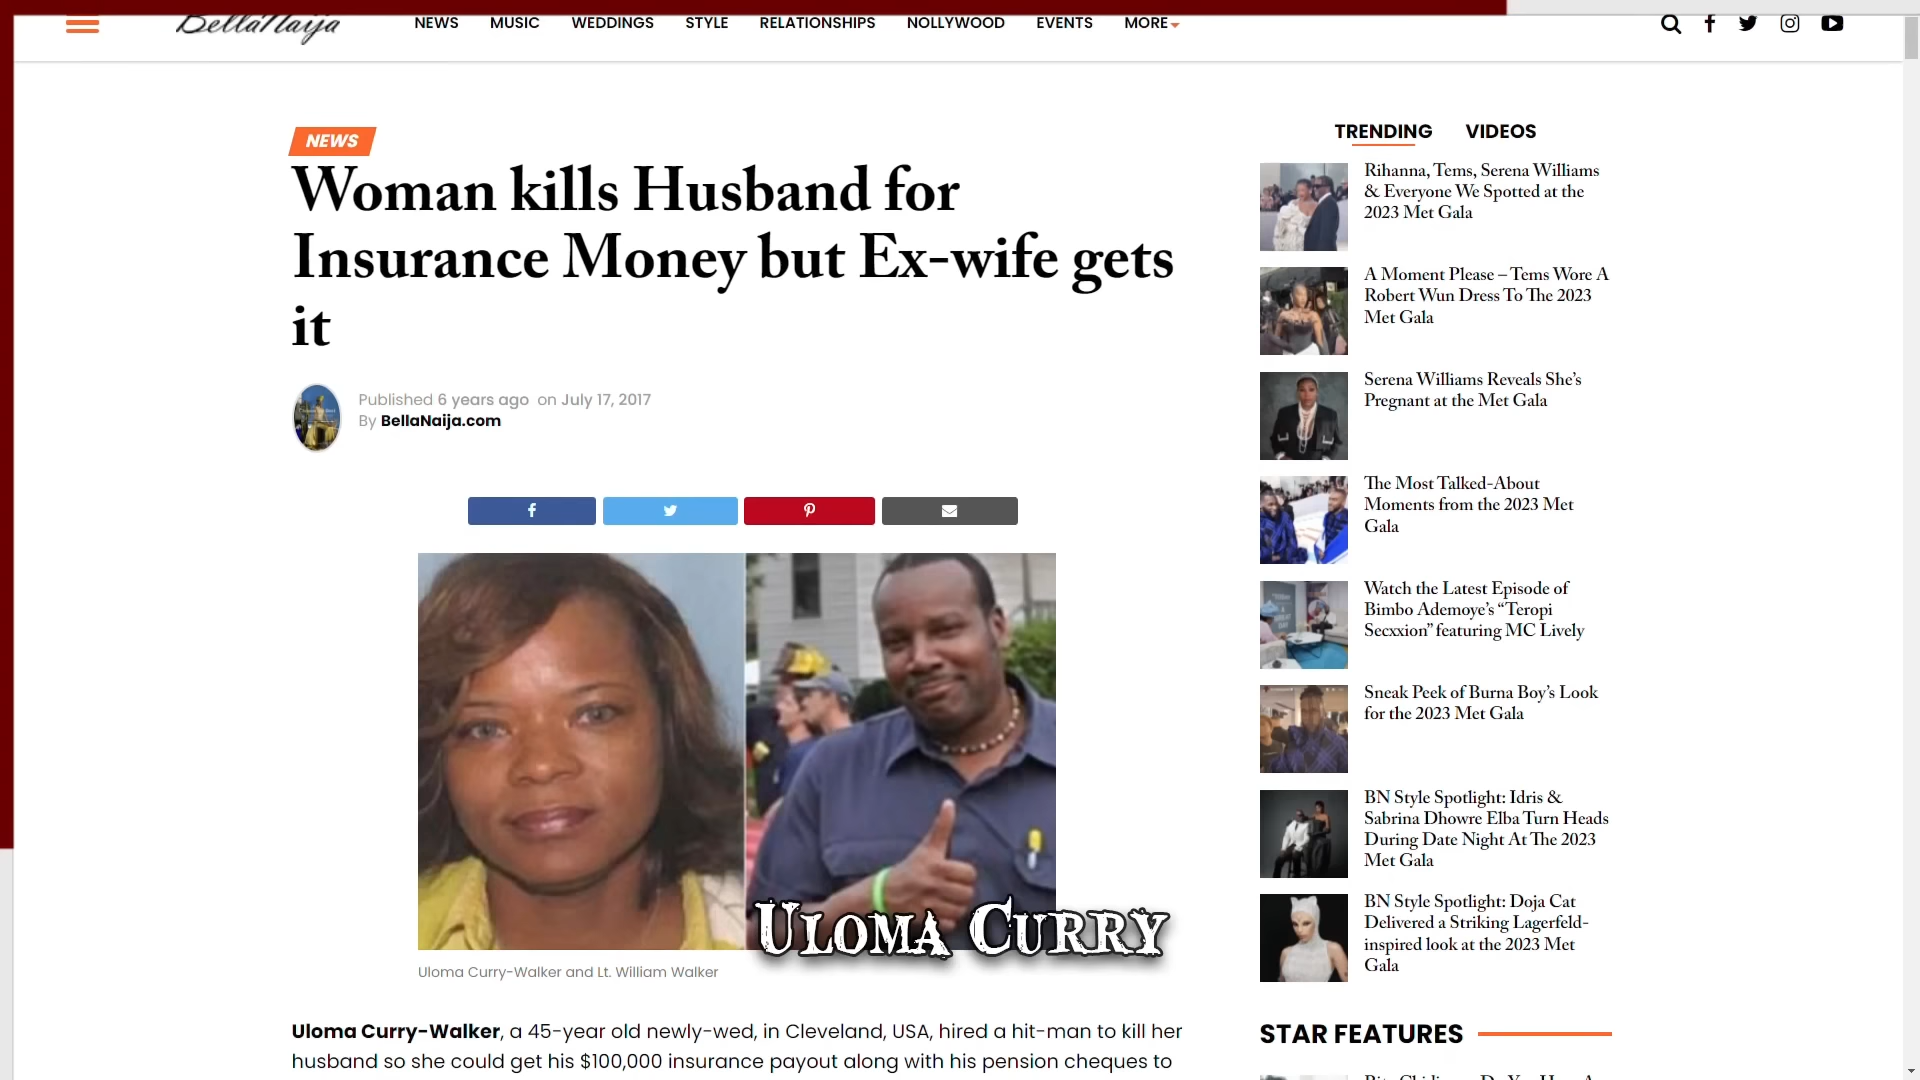 BellaNaija
NEWS MUSIC WEDDINGS STYLE RELATIONSHIPS NOLLYWOOD EVENTS MORE
NEWS
Woman kills Husband for
Insurance Money but Ex-wife gets
it
Published 6 years ago on July 17, 2017
By BellaNaija.com
ULOMA CURRY
Uloma Curry-Walker and Lt. William Walker
Uloma Curry-Walker, a 45-year old newly-wed, in Cleveland, USA, hired a hit-man to kill her
husband so she could get his $100,000 insurance payout along with his pension cheques to
TRENDING VIDEOS
Rihanna, Tems, Serena Williams
& Everyone We Spotted at the
2023 Met Gala
A Moment Please – Tems Wore A
Robert Wun Dress To The 2023
Met Gala
Serena Williams Reveals She’s
Pregnant at the Met Gala
The Most Talked-About
Moments from the 2023 Met
Gala
Watch the Latest Episode of
Bimbo Ademoye’s “Teropi
Secxxion” featuring MC Lively
Sneak Peek of Burna Boy’s Look
for the 2023 Met Gala
BN Style Spotlight: Idris &
Sabrina Dhowre Elba Turn Heads
During Date Night At The 2023
Met Gala
BN Style Spotlight: Doja Cat
Delivered a Striking Lagerfeld-
inspired look at the 2023 Met
Gala
STAR FEATURES